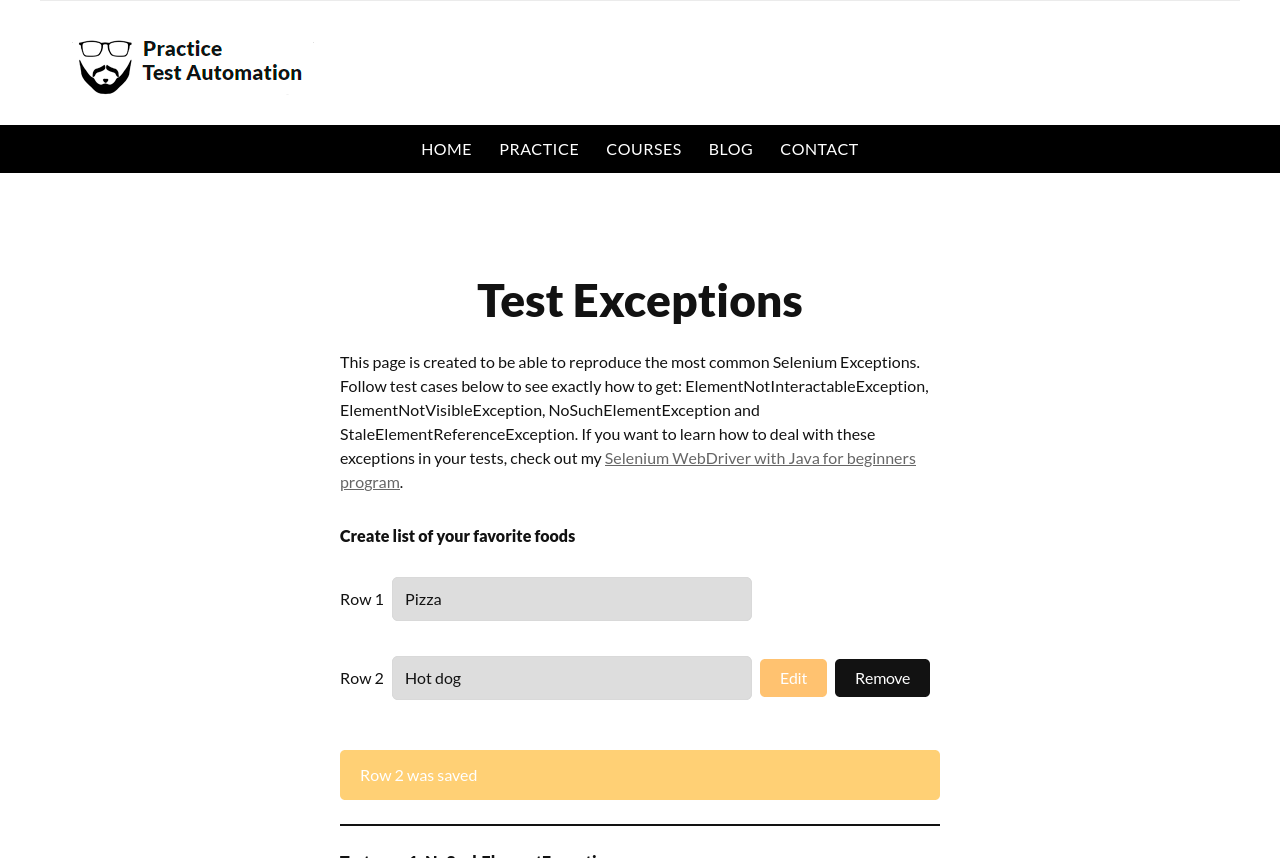 Practice
Test Automation
HOME PRACTICE COURSES BLOG CONTACT
Test Exceptions
This page is created to be able to reproduce the most common Selenium Exceptions.
Follow test cases below to see exactly how to get: ElementNotInteractableException,
ElementNotVisibleException, NoSuchElementException and
StaleElementReferenceException. If you want to learn how to deal with these
exceptions in your tests, check out my Selenium WebDriver with Java for beginners
program.
Create list of your favorite foods
Row 1 Pizza
Row 2 Hot dog Edit Remove
Row 2 was saved